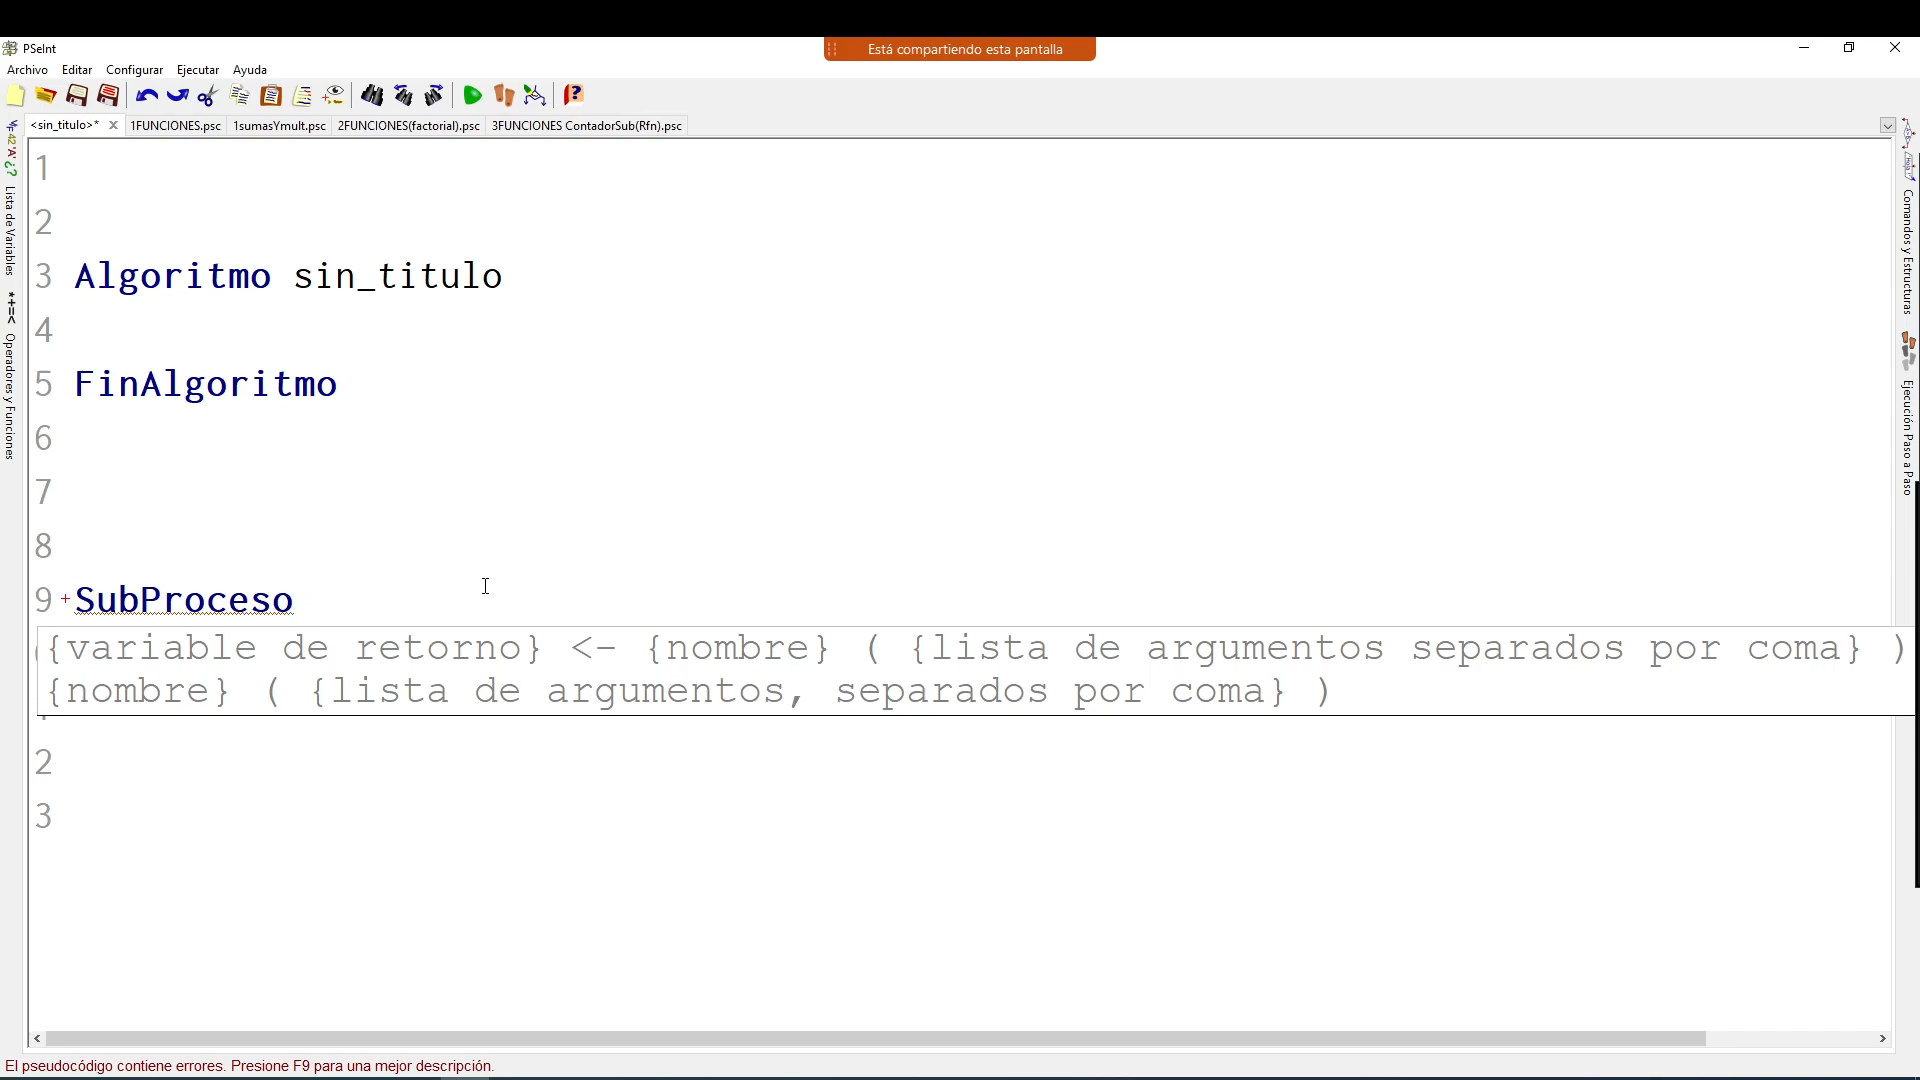 PSeInt
Está compartiendo esta pantalla
Archivo Editar Configurar Ejecutar Ayuda
<sin_titulo>* 1FUNCIONES.psc 1sumasYmult.psc 2FUNCIONES(factorial).psc 3FUNCIONES ContadorSub(Rfn).psc
1
2
3 Algoritmo sin_titulo
4
5 FinAlgoritmo
6
7
8
9 SubProceso
{variable de retorno} <- {nombre} ( {lista de argumentos separados por coma} )
{nombre} ( {lista de argumentos, separados por coma} )
2
3
Lista de Variables
*+=< Operadores y Funciones
Comandos y Estructuras
Ejecución Paso a Paso
El pseudocódigo contiene errores. Presione F9 para una mejor descripción.